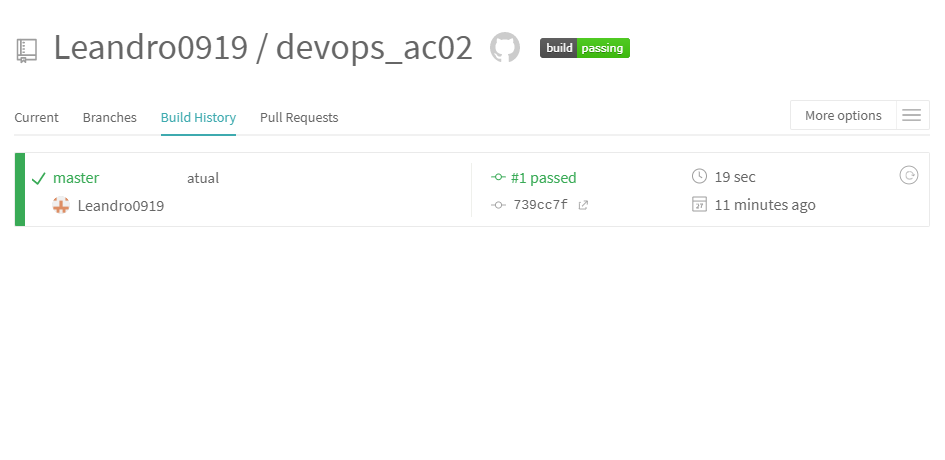 Leandro0919 / devops_ac02 build passing
Current Branches Build History Pull Requests More options
master atual #1 passed 19 sec
Leandro0919 739cc7f 27 11 minutes ago